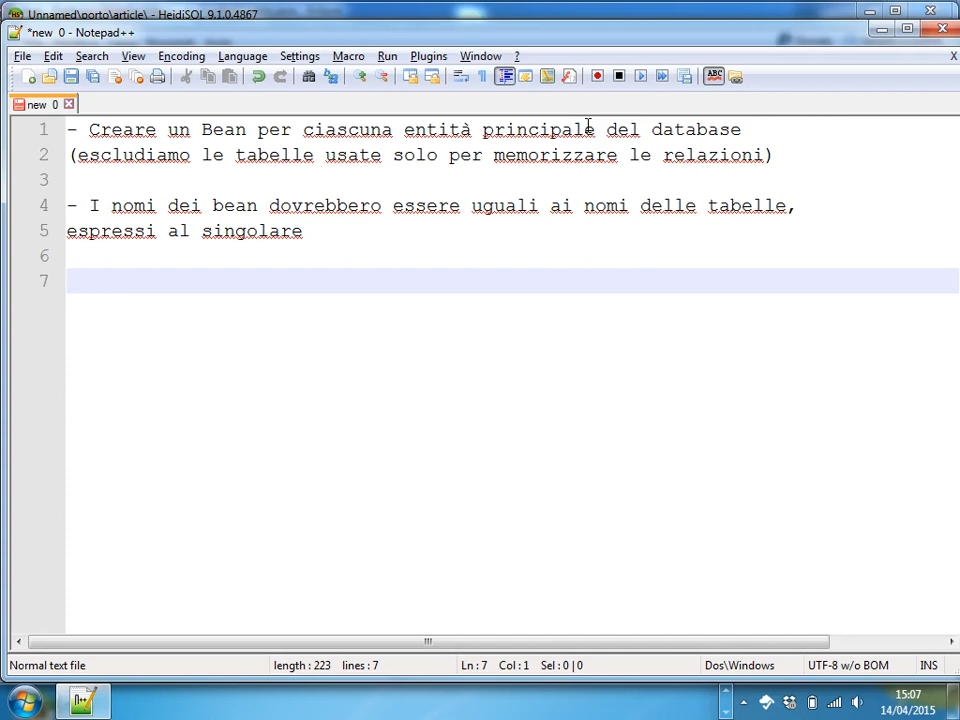 Unnamed\porto\article\ - HeidiSQL 9.1.0.4867
*new 0 - Notepad++
File Edit Search View Encoding Language Settings Macro Run Plugins Window ? X
new 0
1 - Creare un Bean per ciascuna entità principale del database
2 (escludiamo le tabelle usate solo per memorizzare le relazioni)
3
4 - I nomi dei bean dovrebbero essere uguali ai nomi delle tabelle,
5 espressi al singolare
6
7
Normal text file length : 223 lines : 7 Ln : 7 Col : 1 Sel : 0 | 0 Dos\Windows UTF-8 w/o BOM INS
15:07
14/04/2015